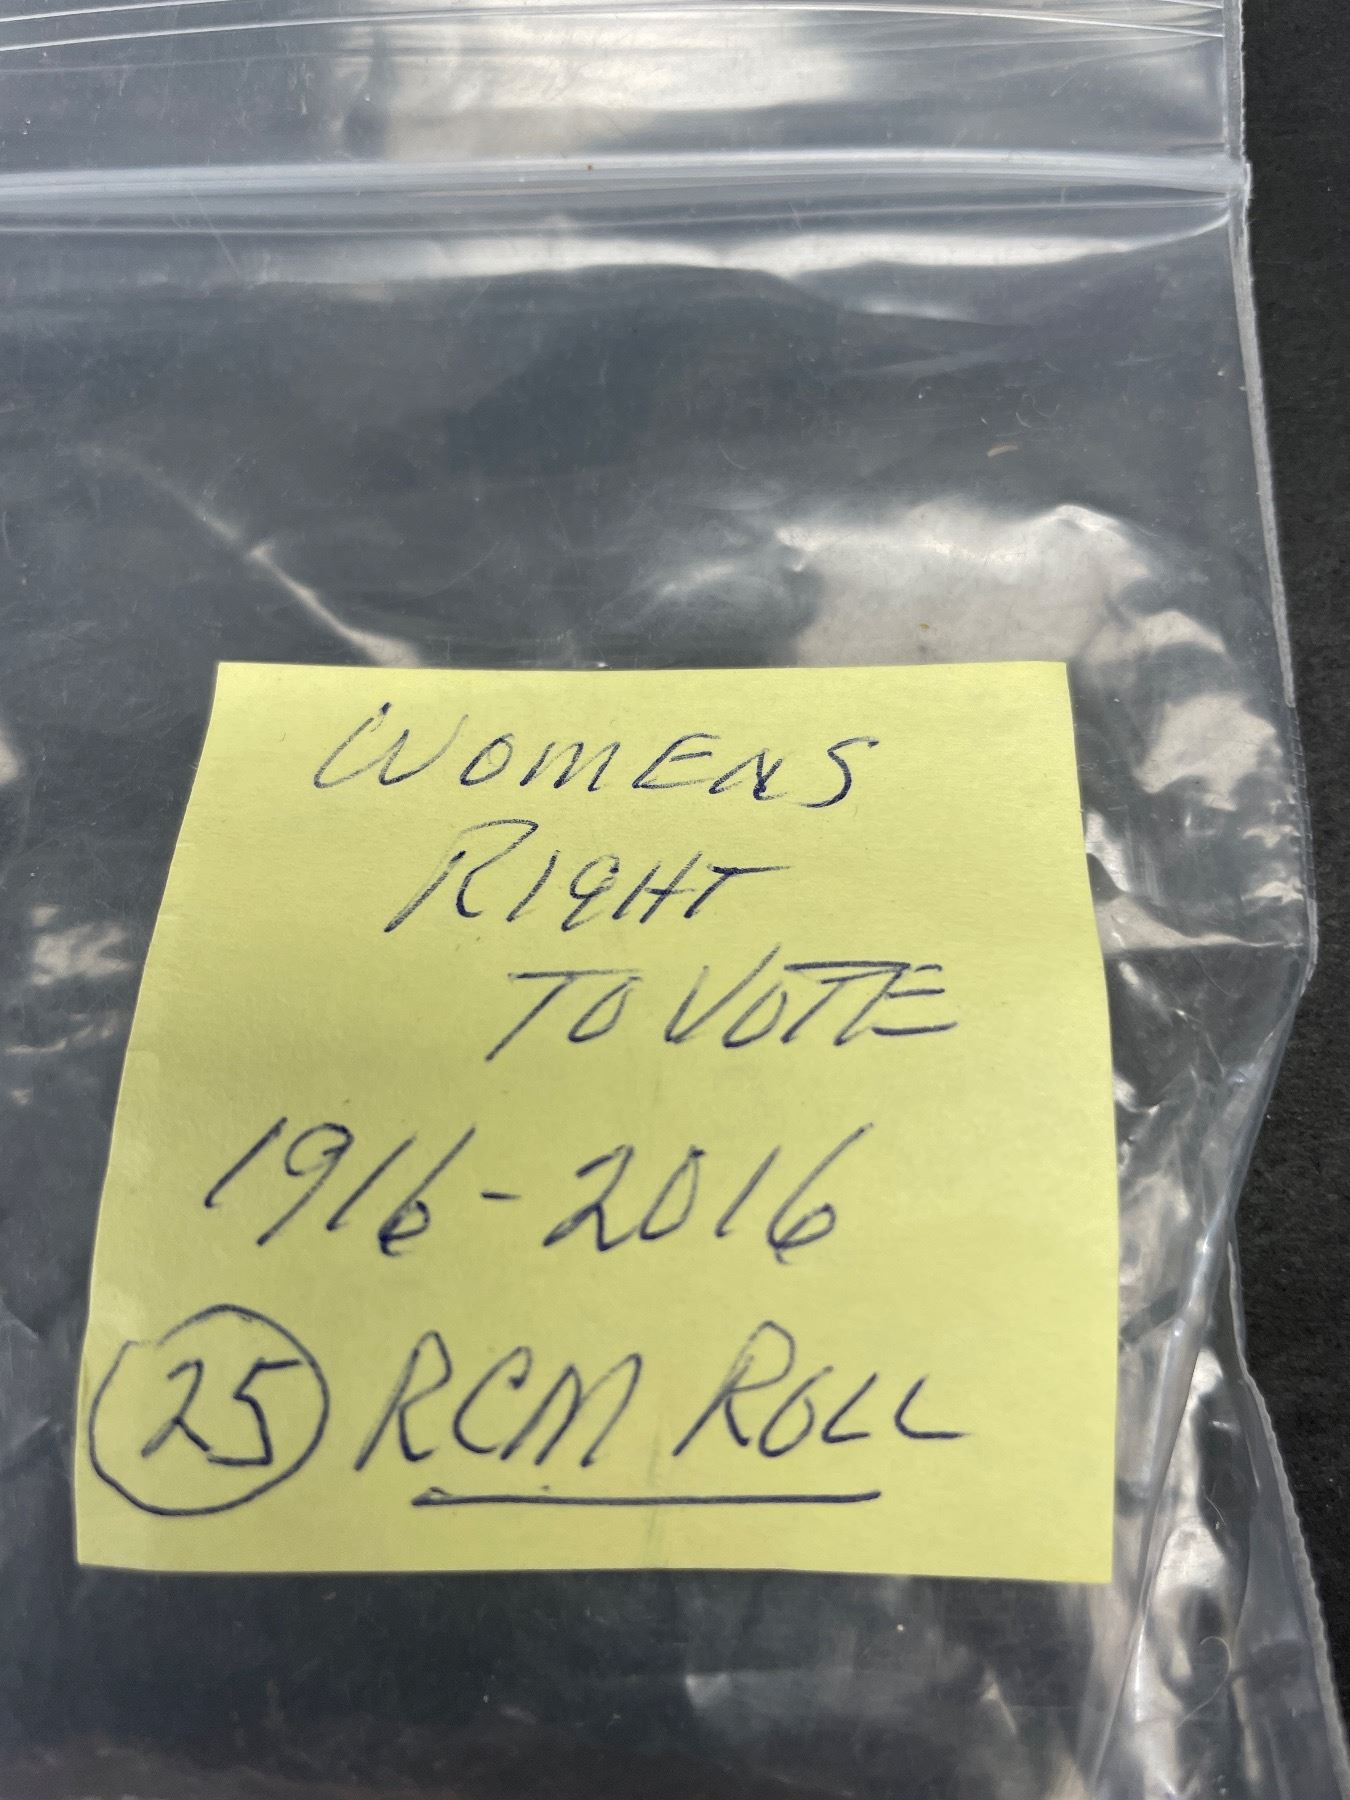 WOMENS
RIGHT
TO VOTE
1916-2016
25 RCM ROLL